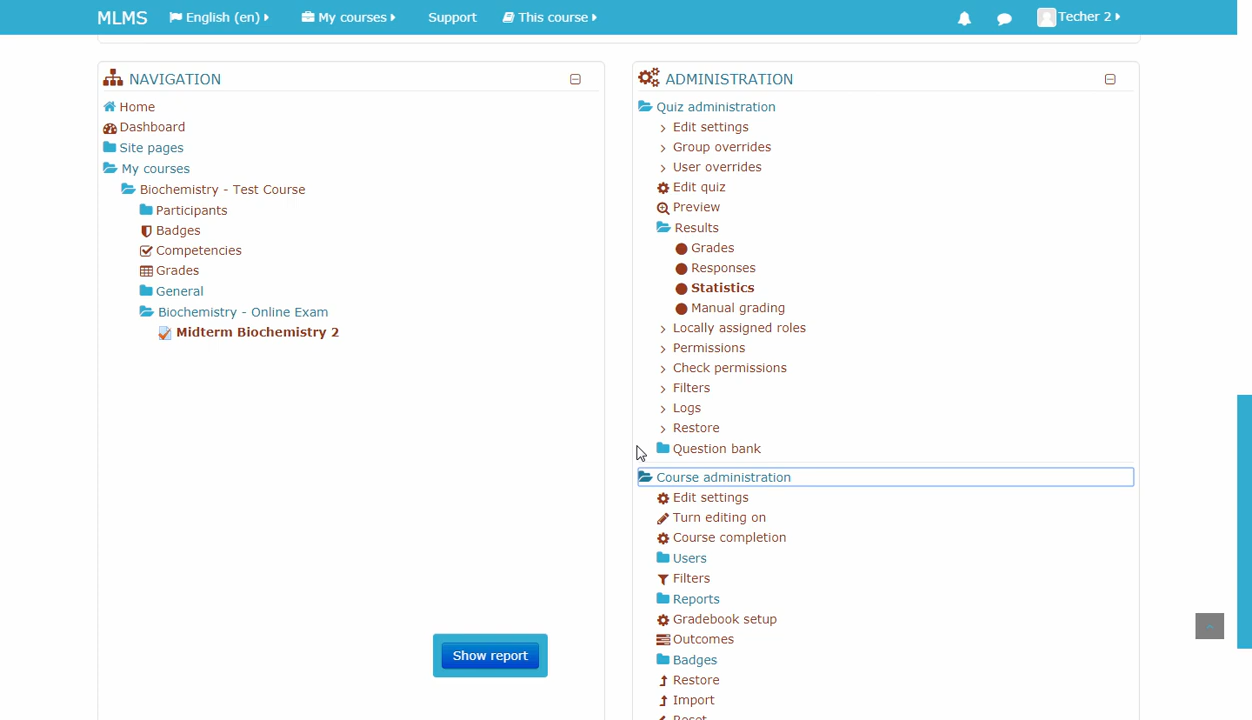 MLMS English (en) My courses Support This course Techer 2
NAVIGATION
Home
Dashboard
Site pages
My courses
Biochemistry - Test Course
Participants
Badges
Competencies
Grades
General
Biochemistry - Online Exam
Midterm Biochemistry 2
Show report
ADMINISTRATION
Quiz administration
Edit settings
Group overrides
User overrides
Edit quiz
Preview
Results
Grades
Responses
Statistics
Manual grading
Locally assigned roles
Permissions
Check permissions
Filters
Logs
Restore
Question bank
Course administration
Edit settings
Turn editing on
Course completion
Users
Filters
Reports
Gradebook setup
Outcomes
Badges
Restore
Import
Reset